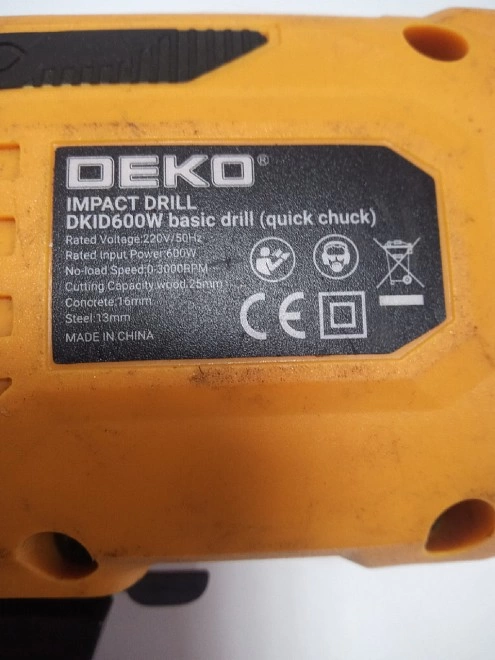 DEKO®
IMPACT DRILL
DKID600W basic drill (quick chuck)
Rated Voltage:220V/50Hz
Rated Input Power:600W
No-load Speed:0-3000RPM
Cutting Capacity wood:25mm
Concrete:16mm
Steel:13mm
MADE IN CHINA
CE